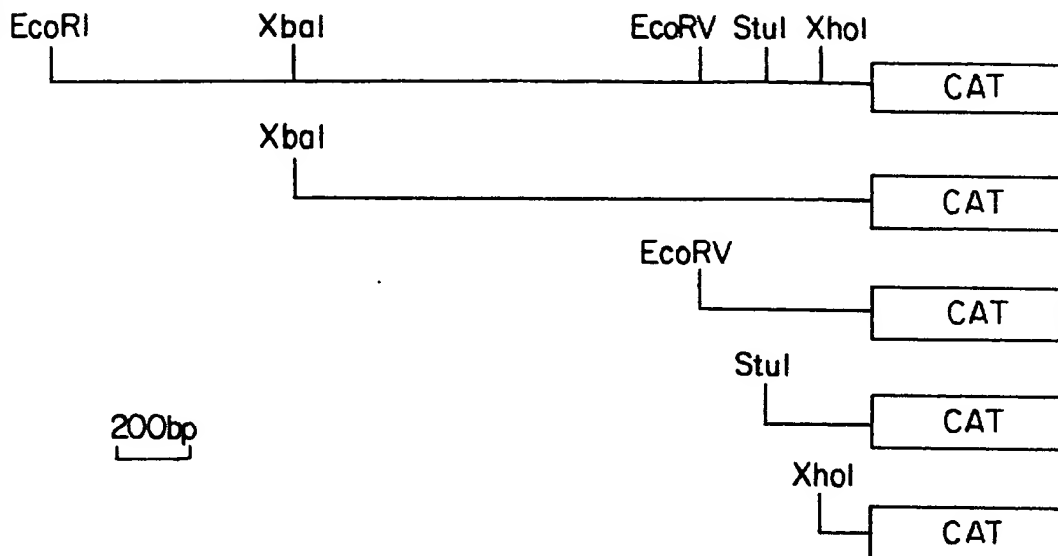 EcoRI XbaI EcoRV StuI XhoI
CAT
XbaI
CAT
EcoRV
CAT
StuI
CAT
200bp
XhoI
CAT